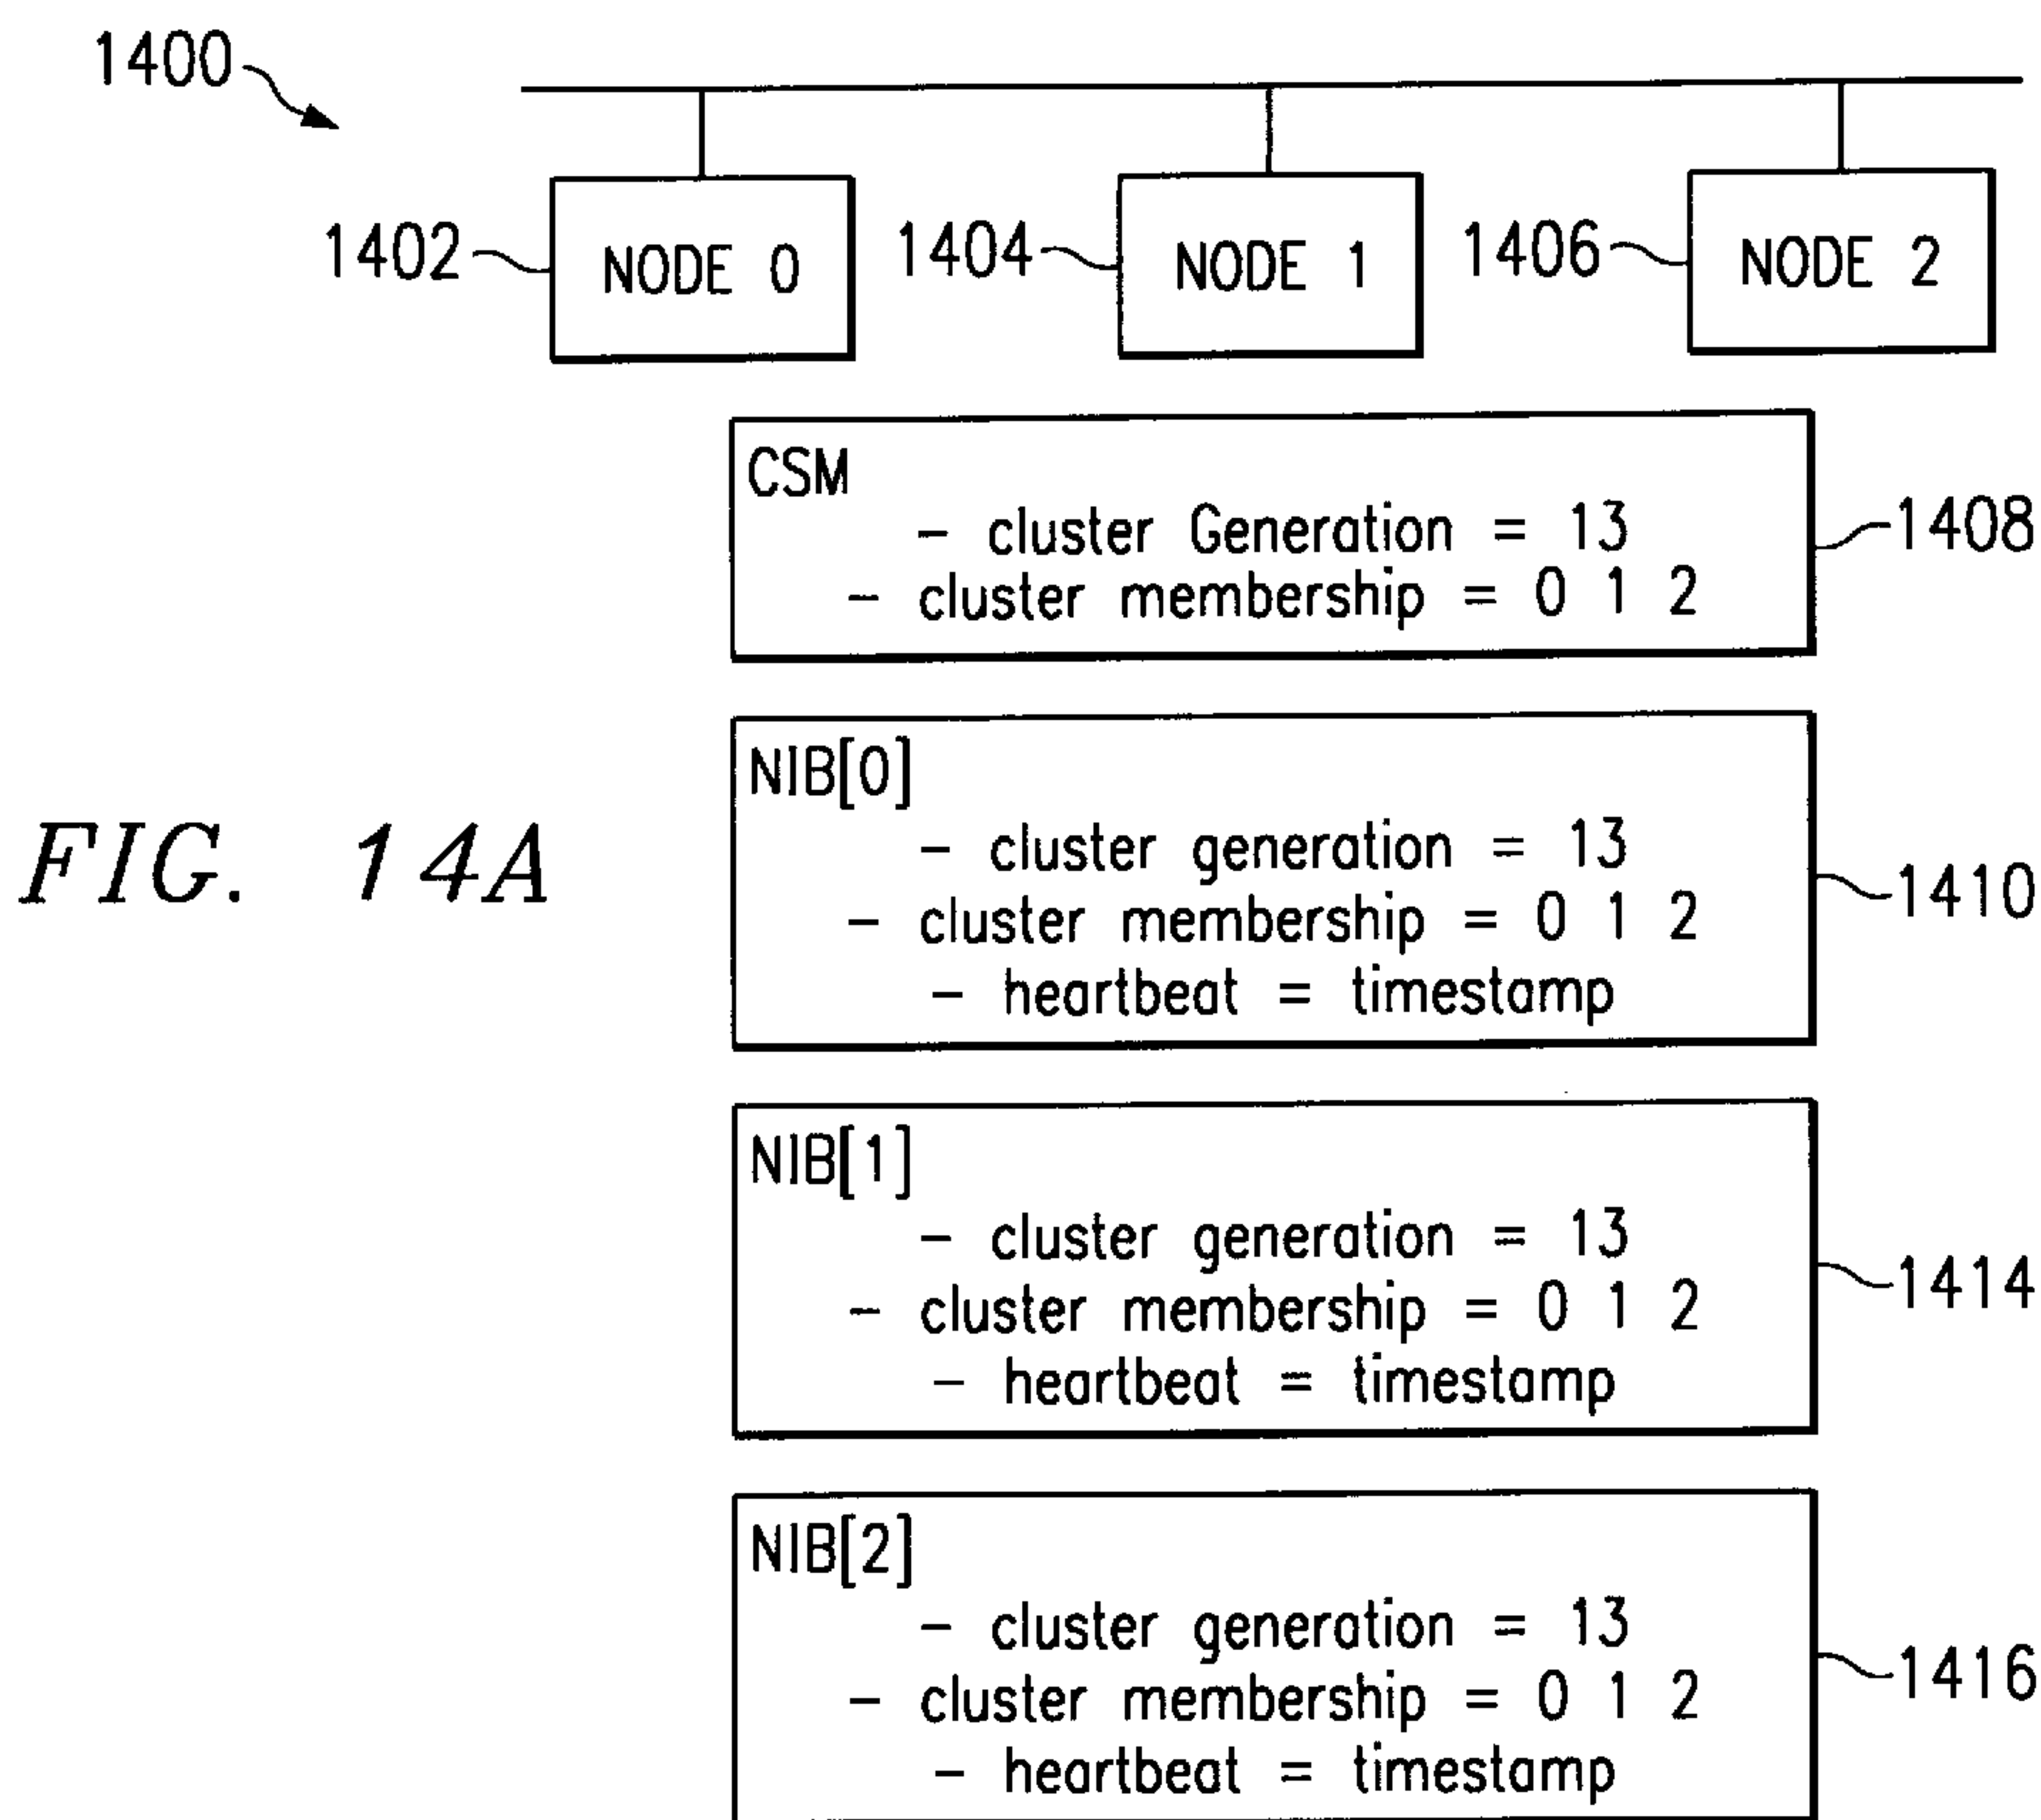 1400
1402 NODE 0 1404 NODE 1 1406 NODE 2
CSM
- cluster Generation = 13
- cluster membership = 0 1 2
1408
NIB[0]
- cluster generation = 13
- cluster membership = 0 1 2
- heartbeat = timestamp
1410
FIG. 14A
NIB[1]
- cluster generation = 13
- cluster membership = 0 1 2
- heartbeat = timestamp
1414
NIB[2]
- cluster generation = 13
- cluster membership = 0 1 2
- heartbeat = timestamp
1416